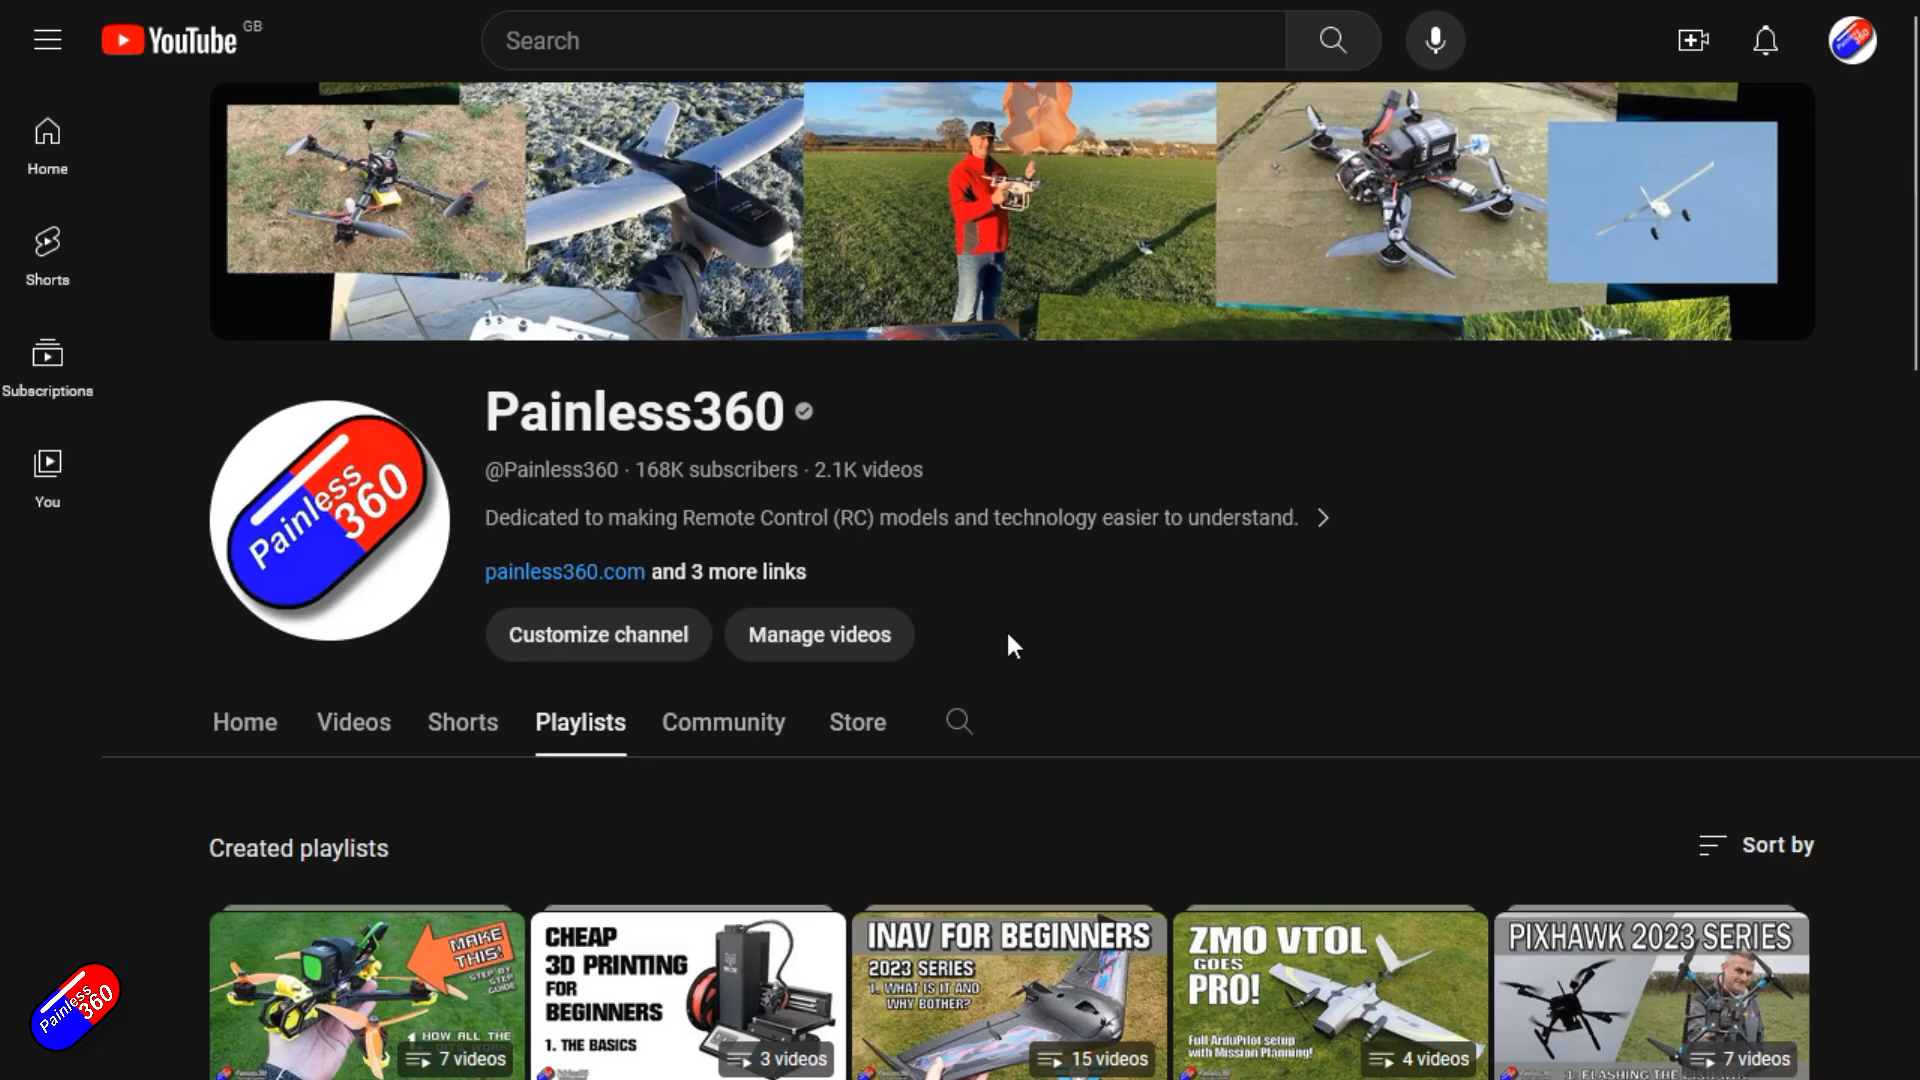 YouTube GB
Search
Home
Shorts
Subscriptions
You
Painless 360
Painless360
@Painless360 · 168K subscribers · 2.1K videos
Dedicated to making Remote Control (RC) models and technology easier to understand.
painless360.com and 3 more links
Customize channel Manage videos
Home Videos Shorts Playlists Community Store
Created playlists
Sort by
MAKE
THIS!
STEP BY
STEP
GUIDE
1. HOW ALL THE
7 videos
CHEAP
3D PRINTING
FOR
BEGINNERS
1. THE BASICS
3 videos
INAV FOR BEGINNERS
2023 SERIES
1. WHAT IS IT AND
WHY BOTHER?
15 videos
ZMO VTOL
GOES
PRO!
Full ArduPilot setup
with Mission Planning!
4 videos
PIXHAWK 2023 SERIES
1. FLASHING THE
7 videos
Painless 360